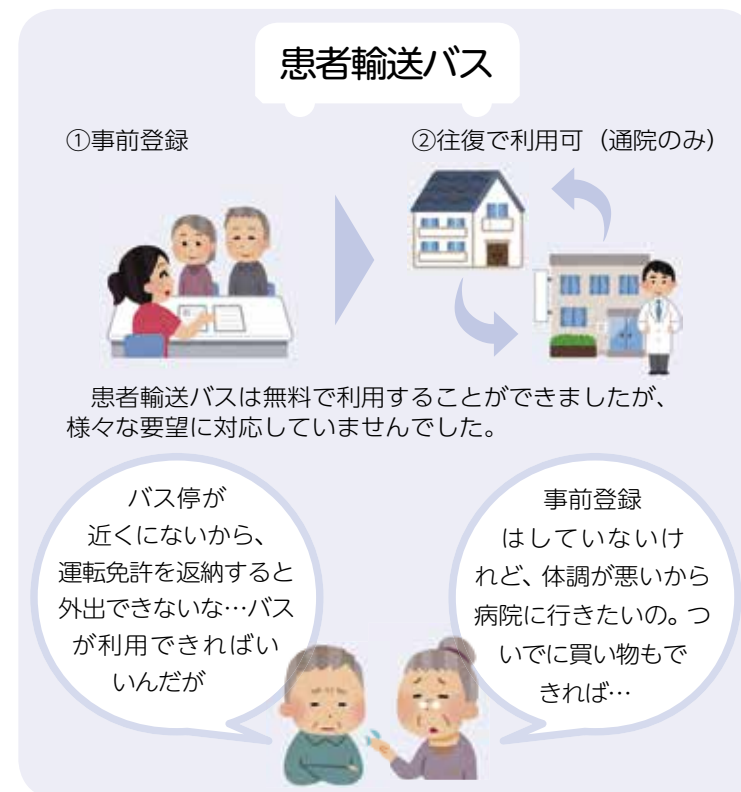 患者輸送バス
①事前登録
②往復で利用可（通院のみ）
患者輸送バスは無料で利用することができましたが、
様々な要望に対応していませんでした。
バス停が
近くにないから、
運転免許を返納すると
外出できないな…バス
が利用できればい
いんだが
事前登録
はしていないけ
れど、体調が悪いから
病院に行きたいの。つ
いでに買い物もで
きれば…